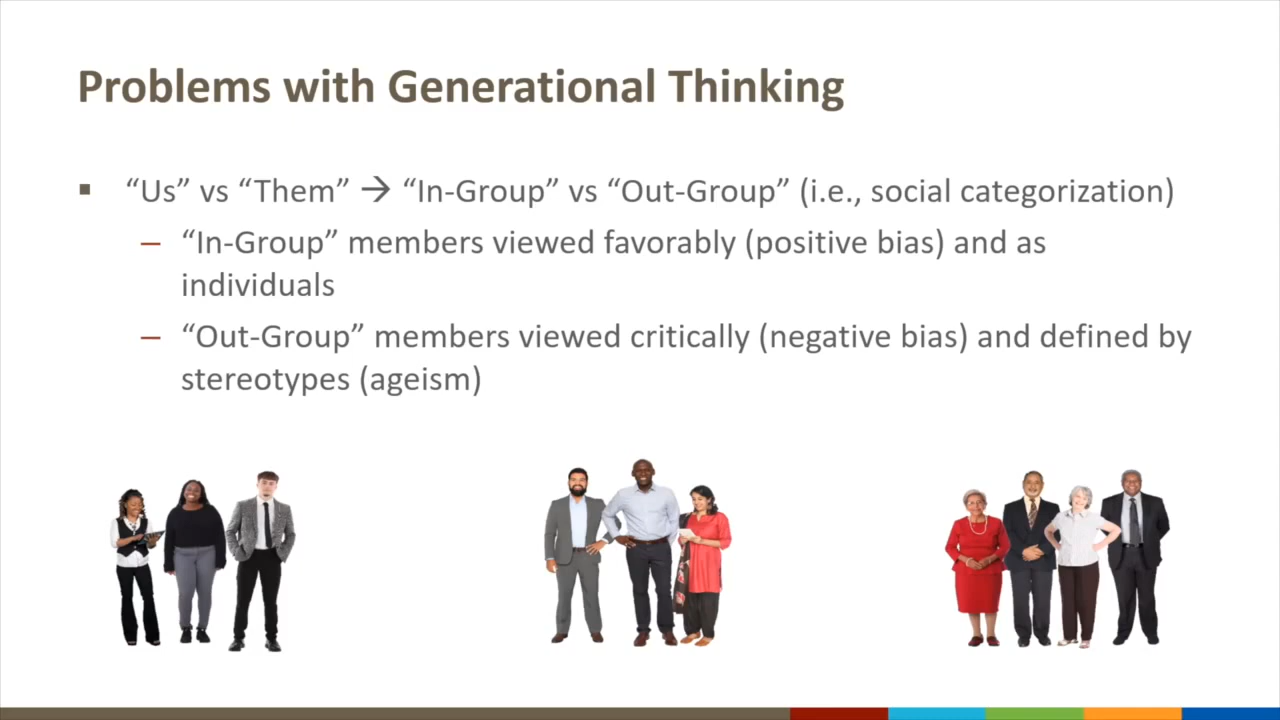 Problems with Generational Thinking
▪ “Us” vs “Them” → “In-Group” vs “Out-Group” (i.e., social categorization)
– “In-Group” members viewed favorably (positive bias) and as
individuals
– “Out-Group” members viewed critically (negative bias) and defined by
stereotypes (ageism)